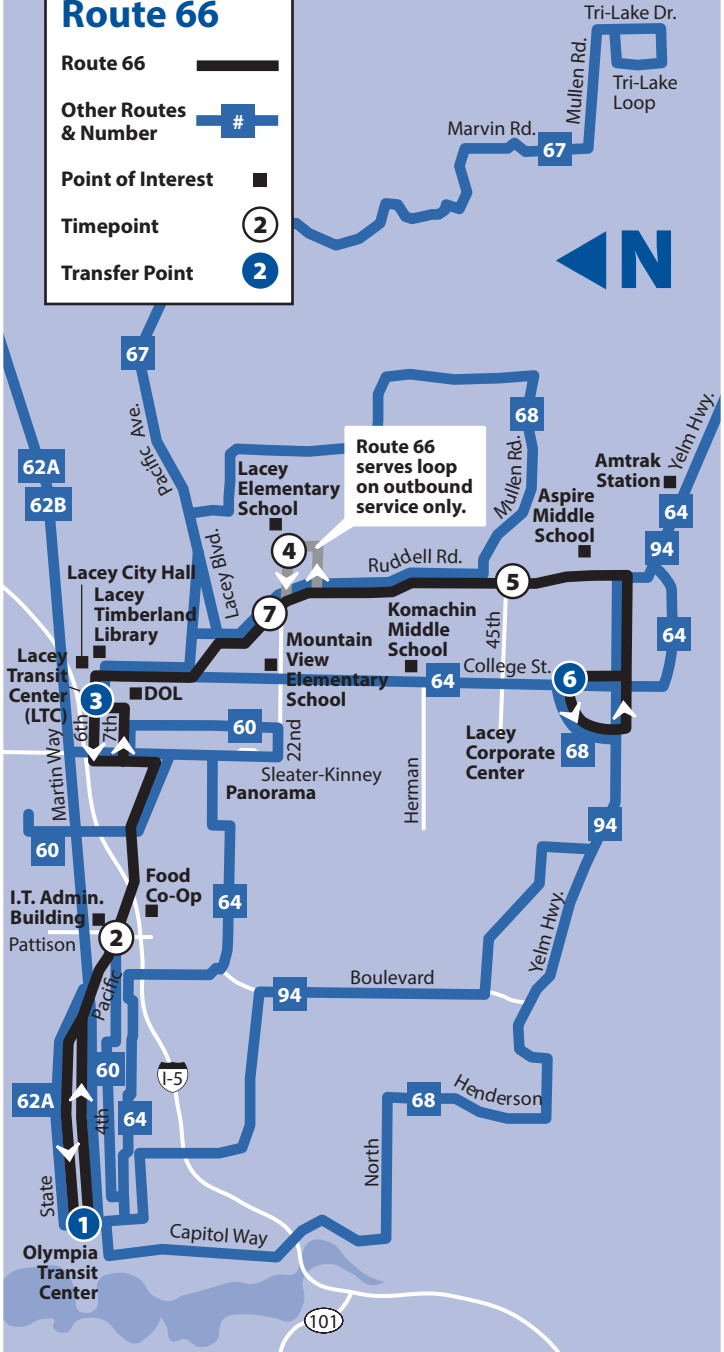 Route 66
Route 66
Other Routes
& Number
#
Point of Interest
Timepoint
2
Transfer Point
2
Tri-Lake Dr.
Mullen Rd.
Tri-Lake
Loop
Marvin Rd.
67
N
67
Pacific Ave.
62A
62B
68
Yelm Hwy.
Route 66
serves loop
on outbound
service only.
Lacey
Elementary
School
Mullen Rd.
Amtrak
Station
Aspire
Middle
School
64
94
4
Lacey Blvd.
Ruddell Rd.
5
Lacey City Hall
Lacey
Timberland
Library
7
Komachin
Middle
School
45th
64
Mountain
View
Elementary
School
College St.
64
6
Lacey
Transit
Center
(LTC)
3
DOL
6th
7th
60
22nd
Lacey
Corporate
Center
68
Martin Way
Sleater-Kinney
Panorama
Herman
94
60
Food
Co-Op
64
I.T. Admin.
Building
Pattison
2
Yelm Hwy.
Pacific
94
Boulevard
60
I-5
62A
64
4th
68
Henderson
North
State
1
Capitol Way
Olympia
Transit
Center
101